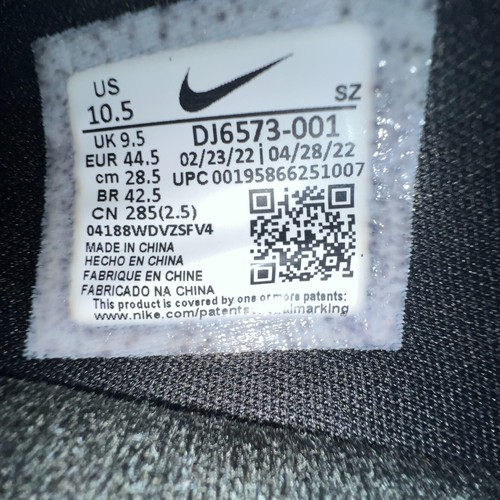 US
10.5
SZ
UK 9.5
DJ6573-001
EUR 44.5
02/23/22 | 04/28/22
cm 28.5
UPC 00195866251007
BR 42.5
CN 285(2.5)
04188WDVZSFV4
MADE IN CHINA
HECHO EN CHINA
FABRIQUE EN CHINE
FABRICADO NA CHINA
This product is covered by one or more patents:
www.nike.com/patents